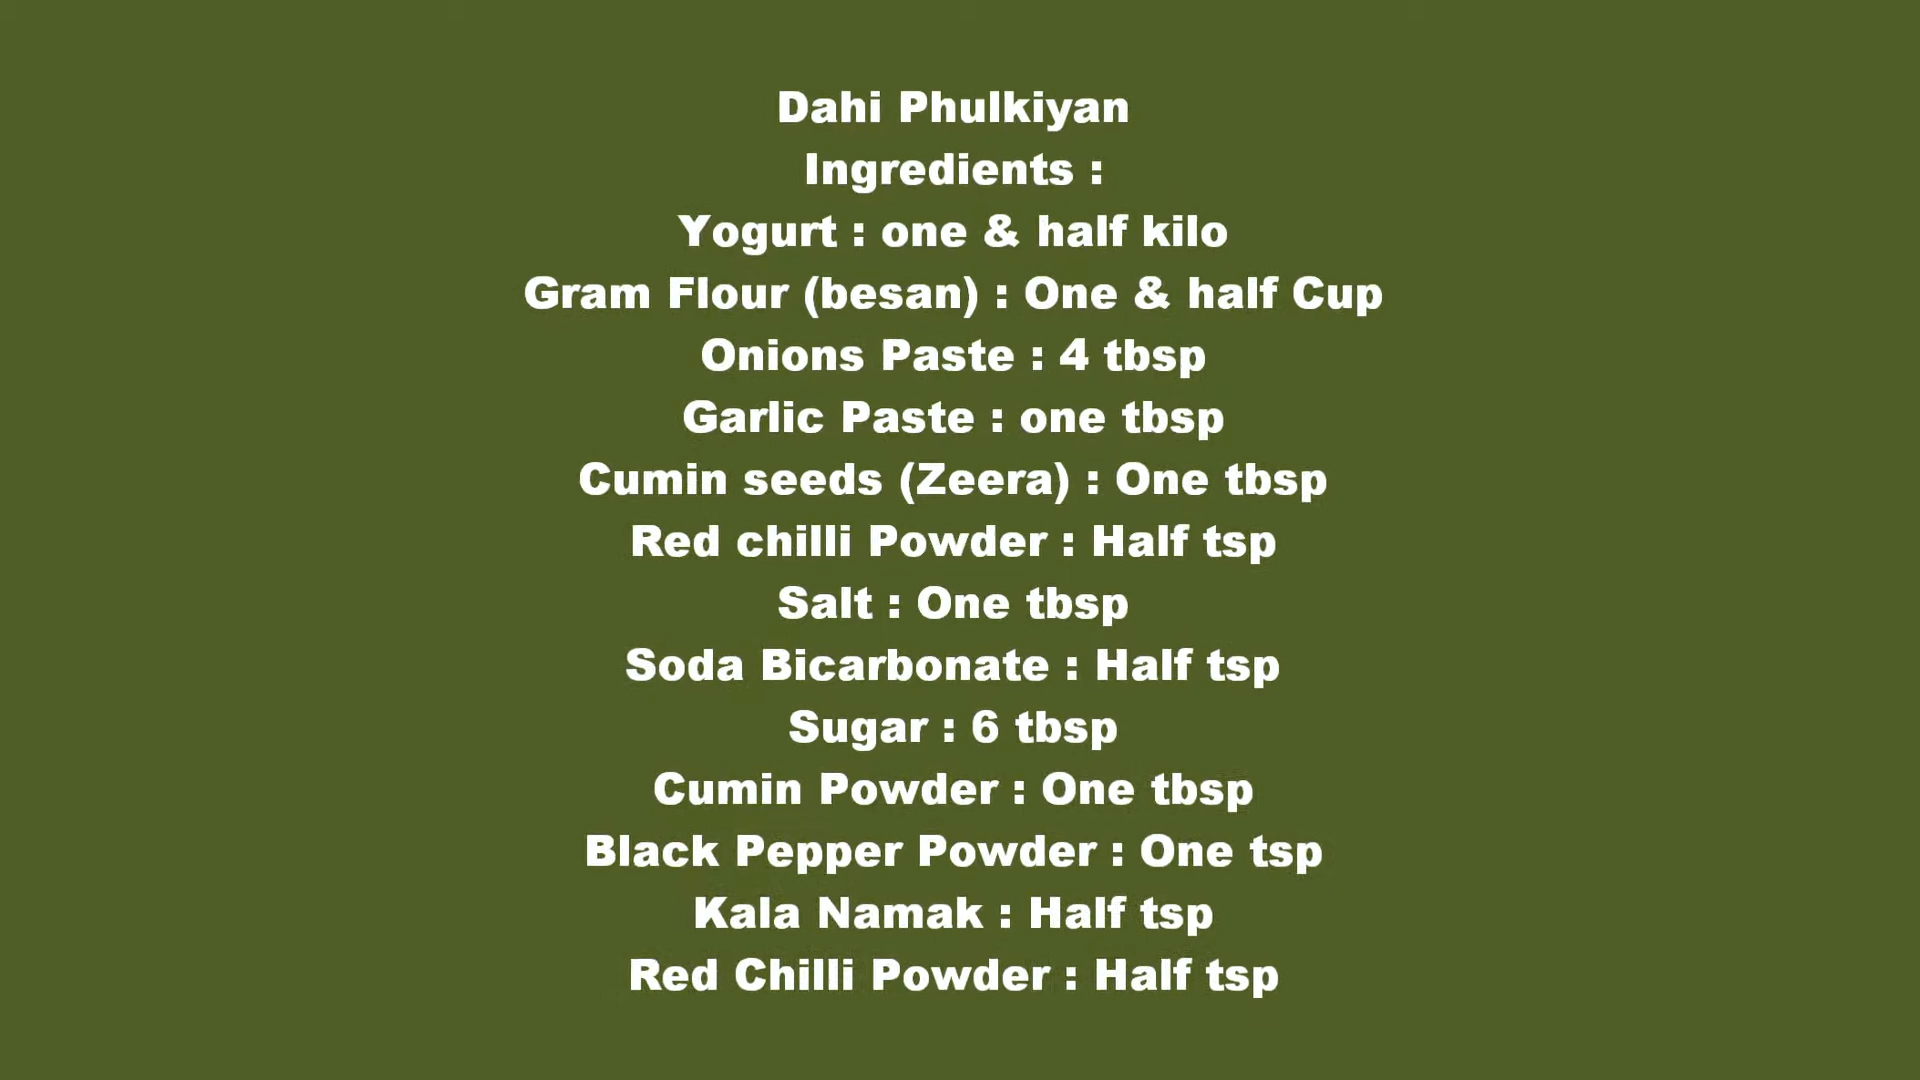 Dahi Phulkiyan
Ingredients :
Yogurt : one & half kilo
Gram Flour (besan) : One & half Cup
Onions Paste : 4 tbsp
Garlic Paste : one tbsp
Cumin seeds (Zeera) : One tbsp
Red chilli Powder : Half tsp
Salt : One tbsp
Soda Bicarbonate : Half tsp
Sugar : 6 tbsp
Cumin Powder : One tbsp
Black Pepper Powder : One tsp
Kala Namak : Half tsp
Red Chilli Powder : Half tsp